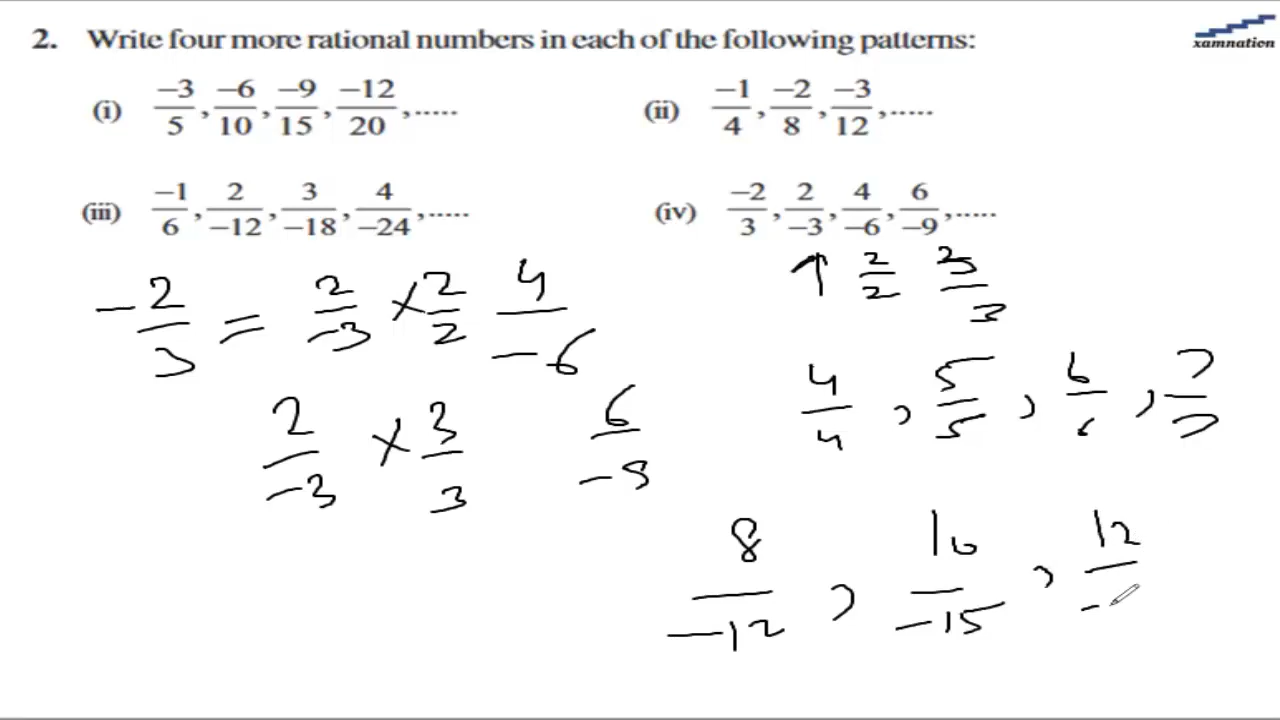 2. Write four more rational numbers in each of the following patterns:
xamnation
(i) −3/5, −6/10, −9/15, −12/20, ..... (ii) −1/4, −2/8, −3/12, .....
(iii) −1/6, 2/−12, 3/−18, 4/−24, ..... (iv) −2/3, 2/−3, 4/−6, 6/−9, .....
−2/3 = 2/−3 × 2/2 4/−6
↑ 2/2 3/3
4/4, 5/5, 6/6, 7/7
2/−3 × 3/3 6/−9
8/−12, 10/−15, 12/−